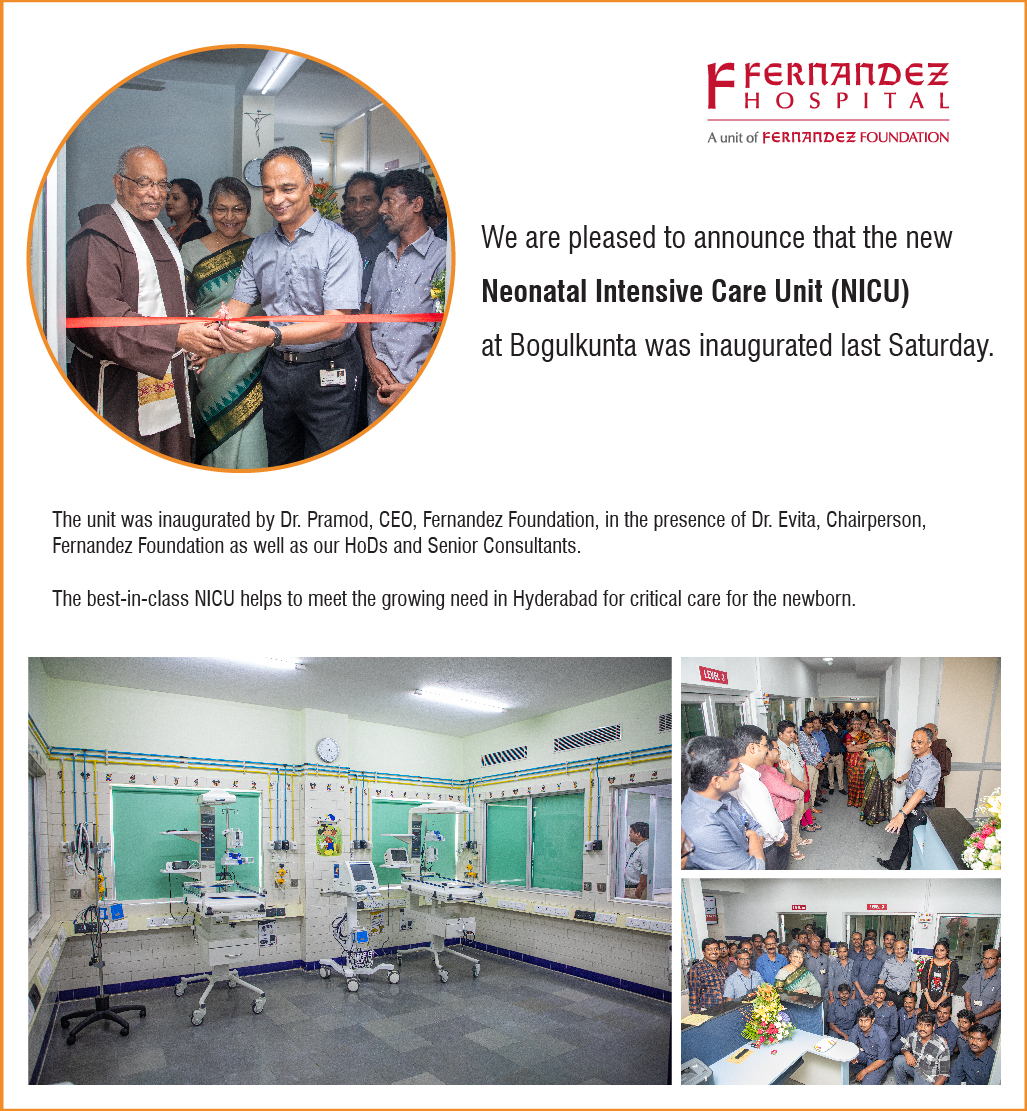 FERNANDEZ
HOSPITAL
A unit of FERNANDEZ FOUNDATION
We are pleased to announce that the new
Neonatal Intensive Care Unit (NICU)
at Bogulkunta was inaugurated last Saturday.
The unit was inaugurated by Dr. Pramod, CEO, Fernandez Foundation, in the presence of Dr. Evita, Chairperson,
Fernandez Foundation as well as our HoDs and Senior Consultants.
The best-in-class NICU helps to meet the growing need in Hyderabad for critical care for the newborn.